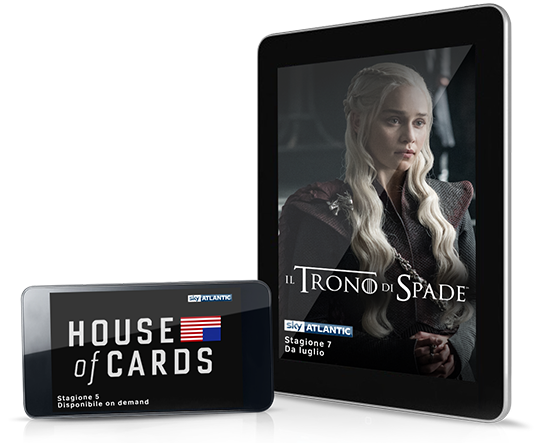 sky ATLANTIC
HOUSE
of CARDS
Stagione 5
Disponibile on demand
IL TRONO DI SPADE™
sky ATLANTIC
Stagione 7
Da luglio